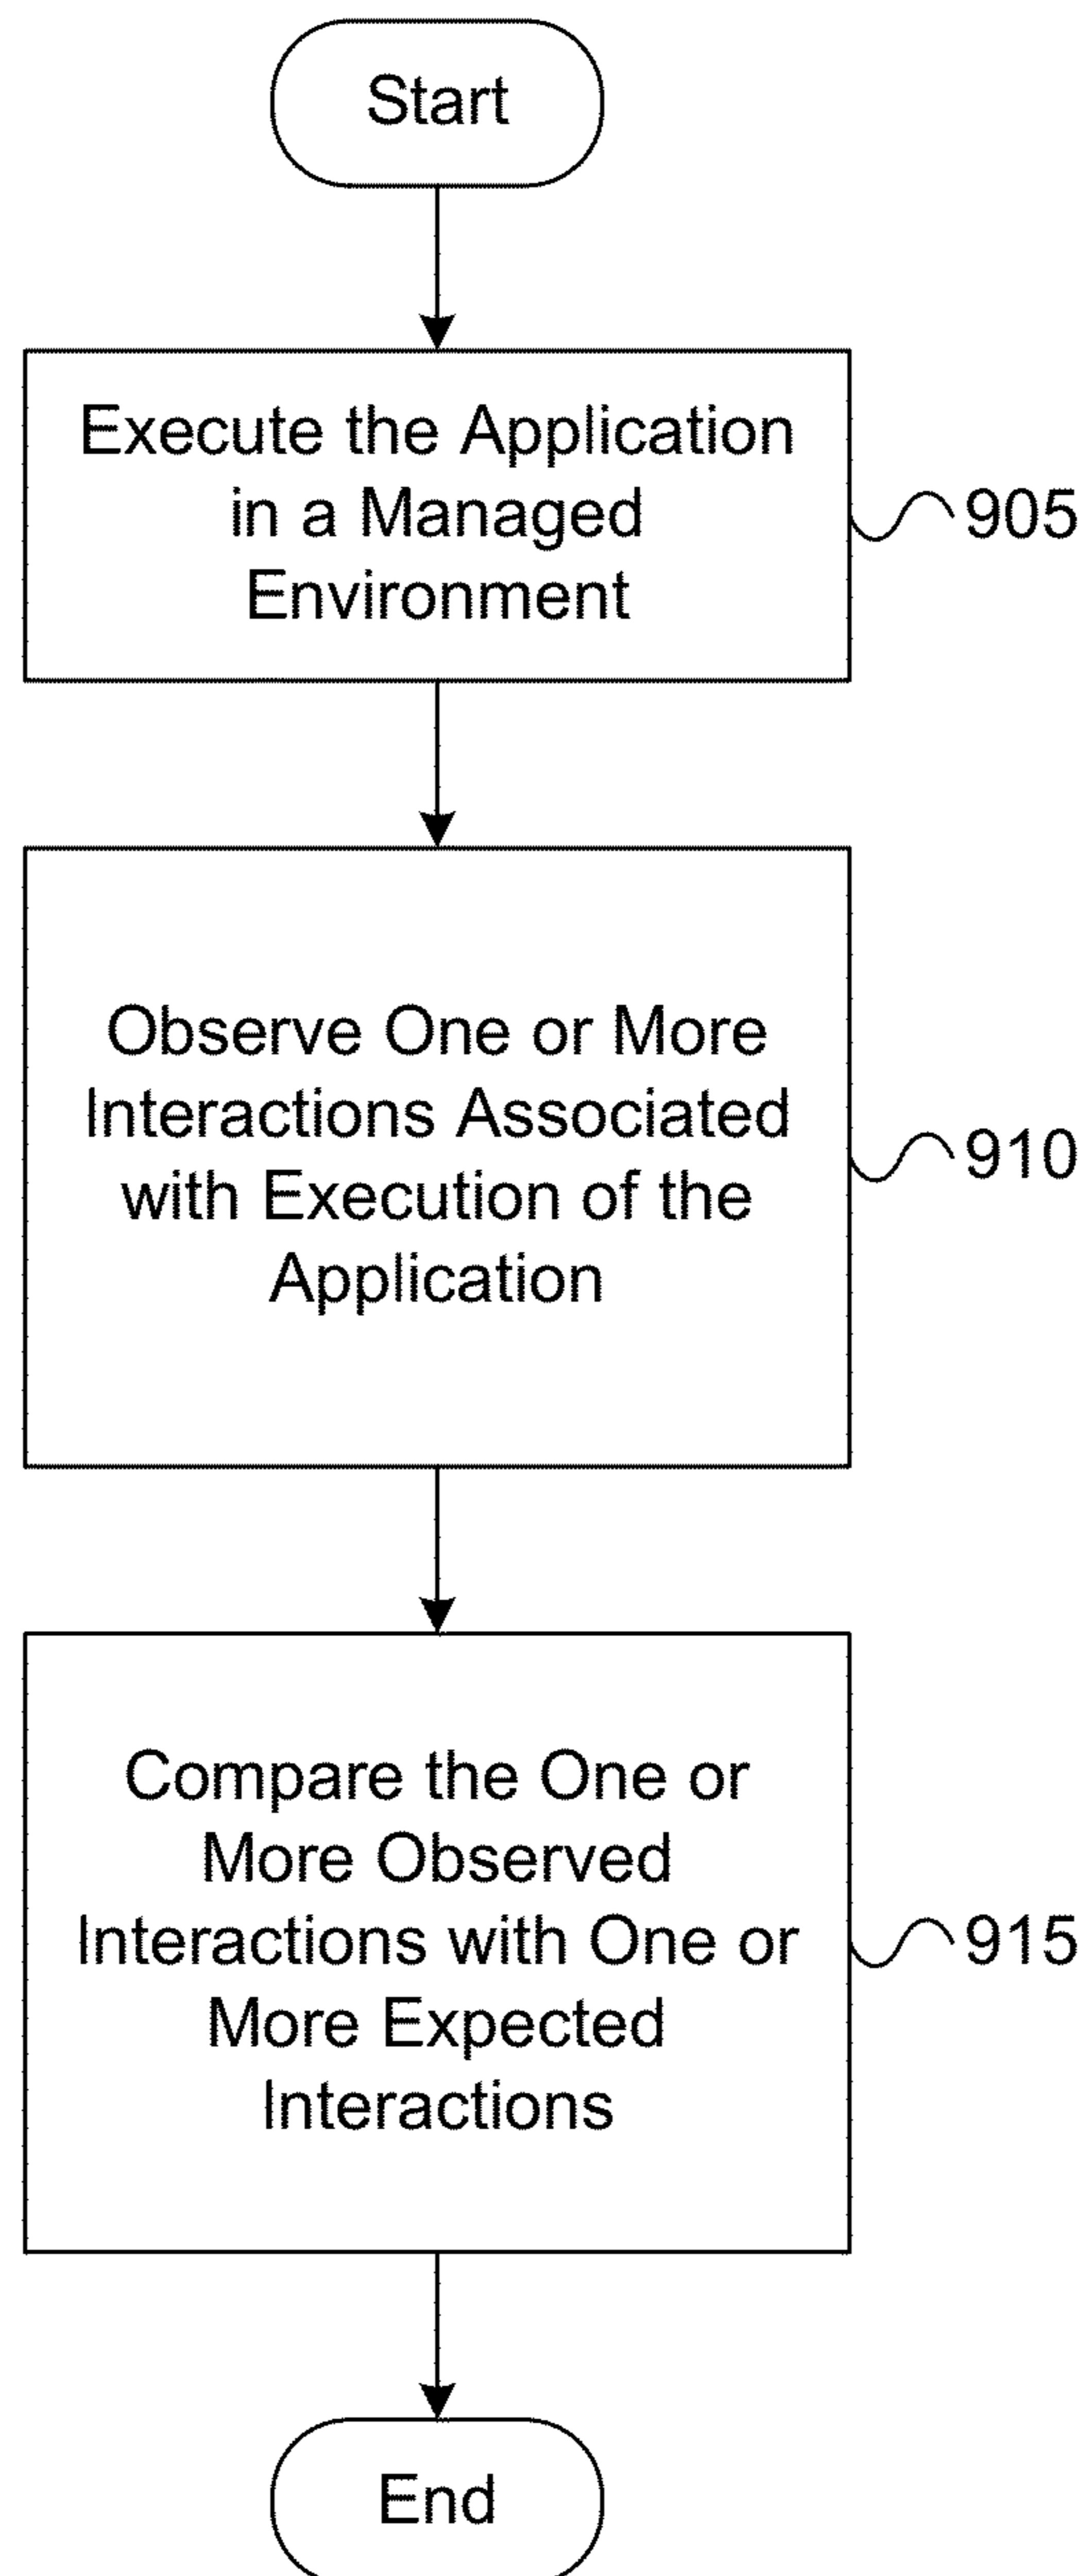 Start
Execute the Application
in a Managed
Environment
905
Observe One or More
Interactions Associated
with Execution of the
Application
910
Compare the One or
More Observed
Interactions with One or
More Expected
Interactions
915
End